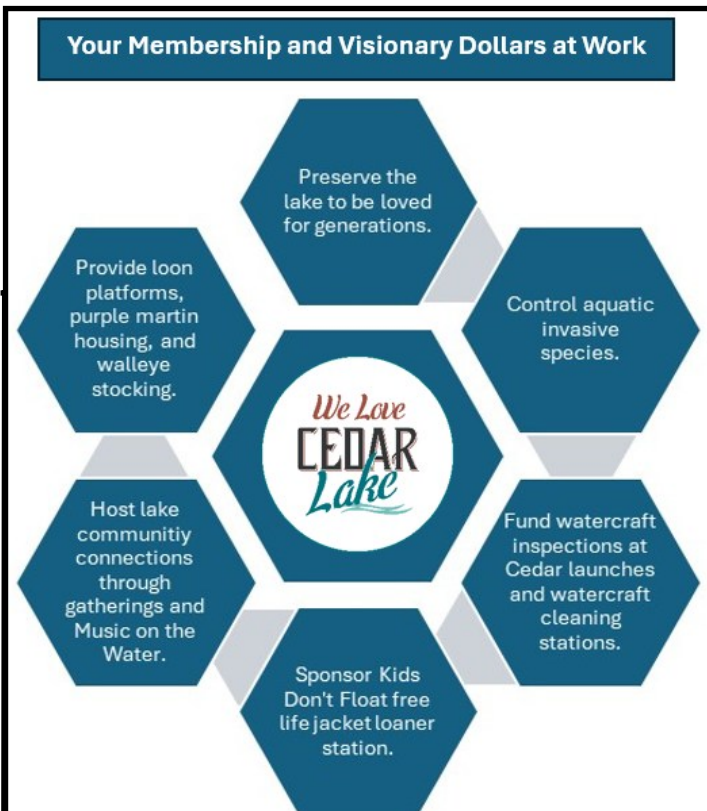 Your Membership and Visionary Dollars at Work
Preserve the
lake to be loved
for generations.
Control aquatic
invasive
species.
Fund watercraft
inspections at
Cedar launches
and watercraft
cleaning
stations.
Sponsor Kids
Don't Float free
life jacket loaner
station.
Host lake
communitiy
connections
through
gatherings and
Music on the
Water.
Provide loon
platforms,
purple martin
housing, and
walleye
stocking.
We Love
CEDAR
Lake